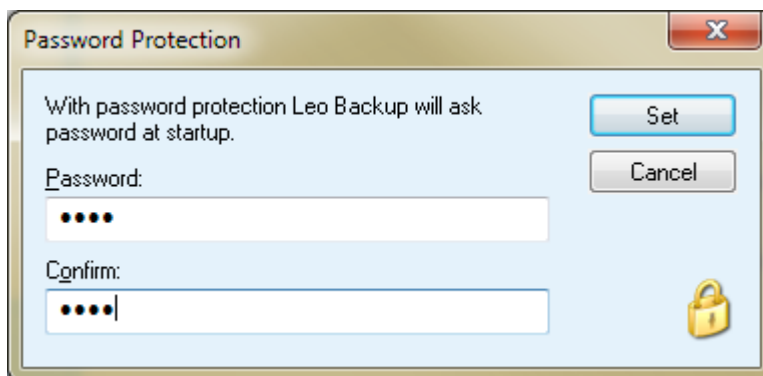 Password Protection
With password protection Leo Backup will ask
password at startup.
Set
Cancel
Password:
••••
Confirm:
••••